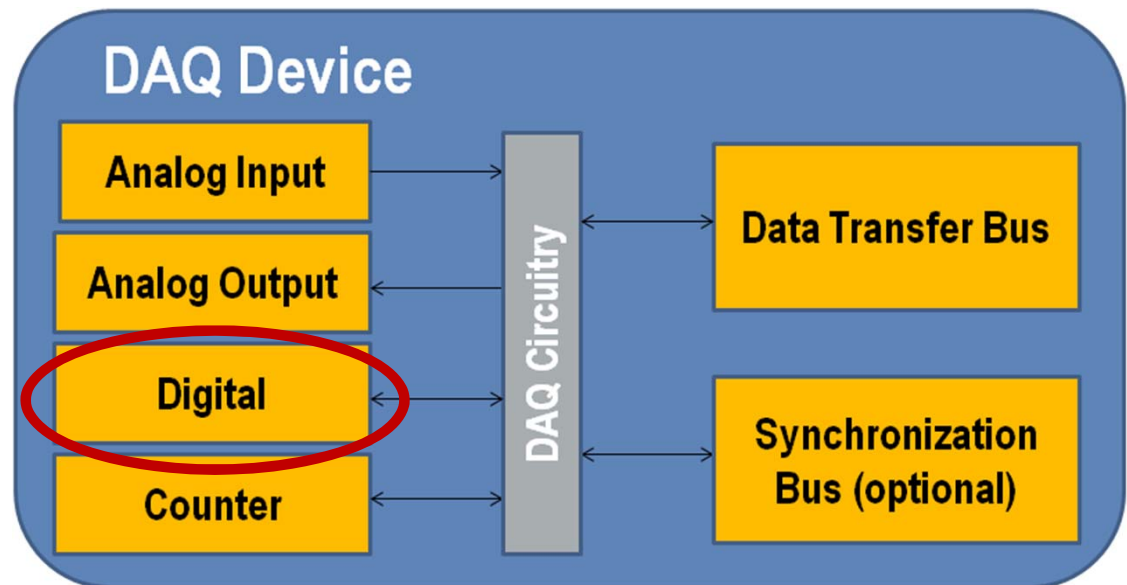 DAQ Device
Analog Input
Analog Output
Digital
Counter
DAQ Circuitry
Data Transfer Bus
Synchronization
Bus (optional)